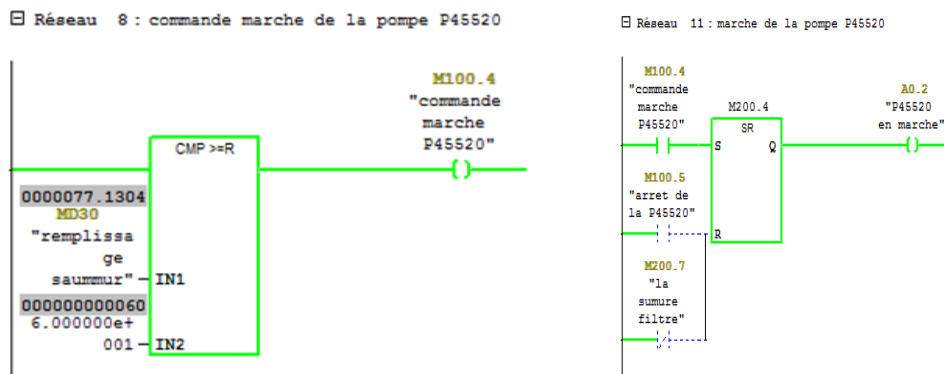 Réseau 8 : commande marche de la pompe P45520
M100.4
"commande
marche
P45520"
CMP >=R
0000077.1304
MD30
"remplissa
ge
saummur"
IN1
000000000060
6.000000e+
001
IN2
Réseau 11 : marche de la pompe P45520
M100.4
"commande
marche
P45520"
M200.4
SR
S
Q
A0.2
"P45520
en marche"
M100.5
"arret de
la P45520"
R
M200.7
"la
sumure
filtre"